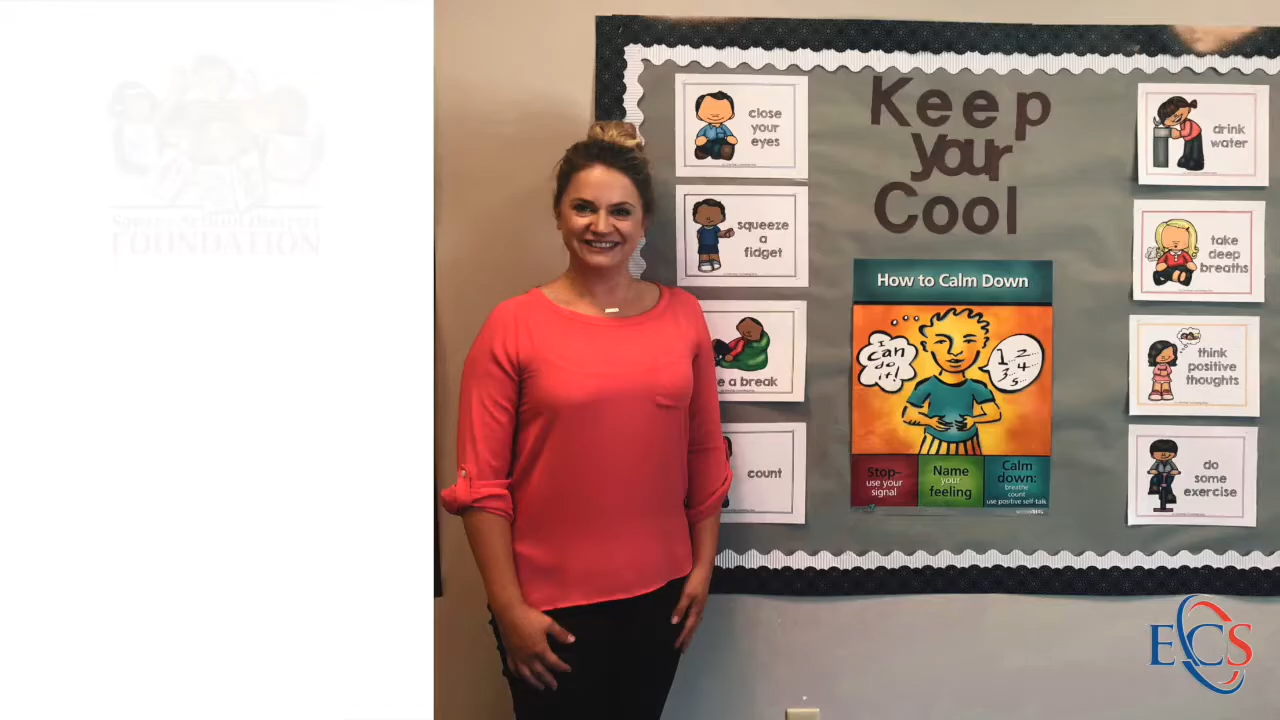 FOUNDATION
Keep
your
Cool
close
your
eyes
squeeze
a
fidget
a break
count
How to Calm Down
I
can
do
it!
1 2
3 4
5
Stop–
use your
signal
Name
your
feeling
Calm
down:
breathe
count
use positive self-talk
drink
water
take
deep
breaths
think
positive
thoughts
do
some
exercise
ECS